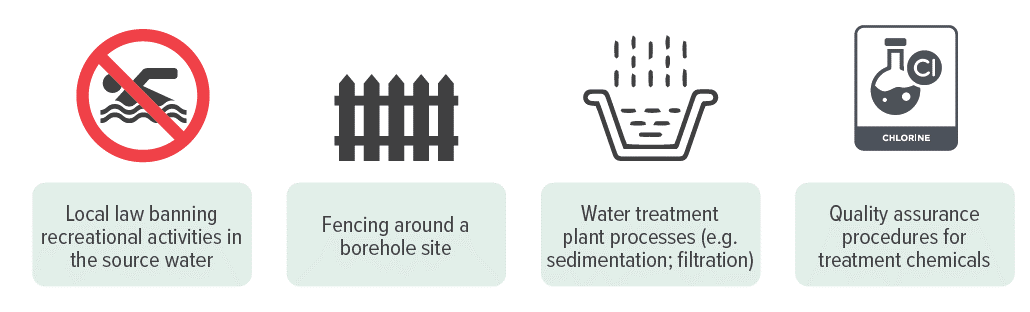 Cl
CHLORINE
Local law banning
recreational activities in
the source water
Fencing around a
borehole site
Water treatment
plant processes (e.g.
sedimentation; filtration)
Quality assurance
procedures for
treatment chemicals